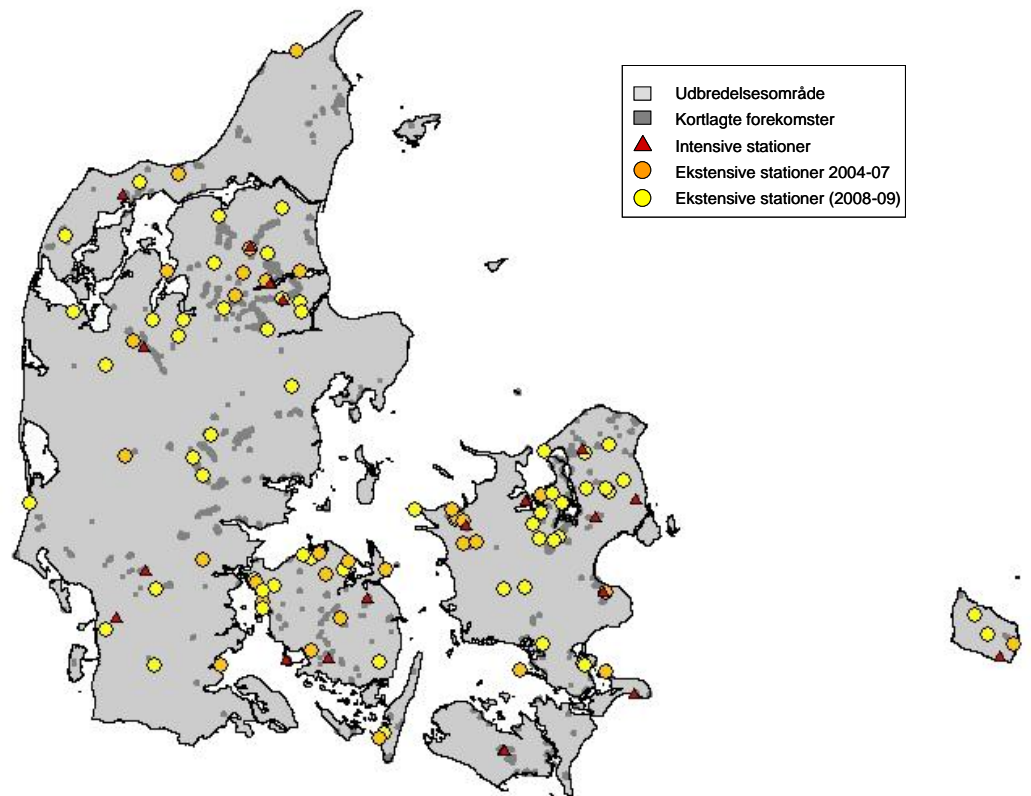 Udbredelsesområde
Kortlagte forekomster
Intensive stationer
Ekstensive stationer 2004-07
Ekstensive stationer (2008-09)